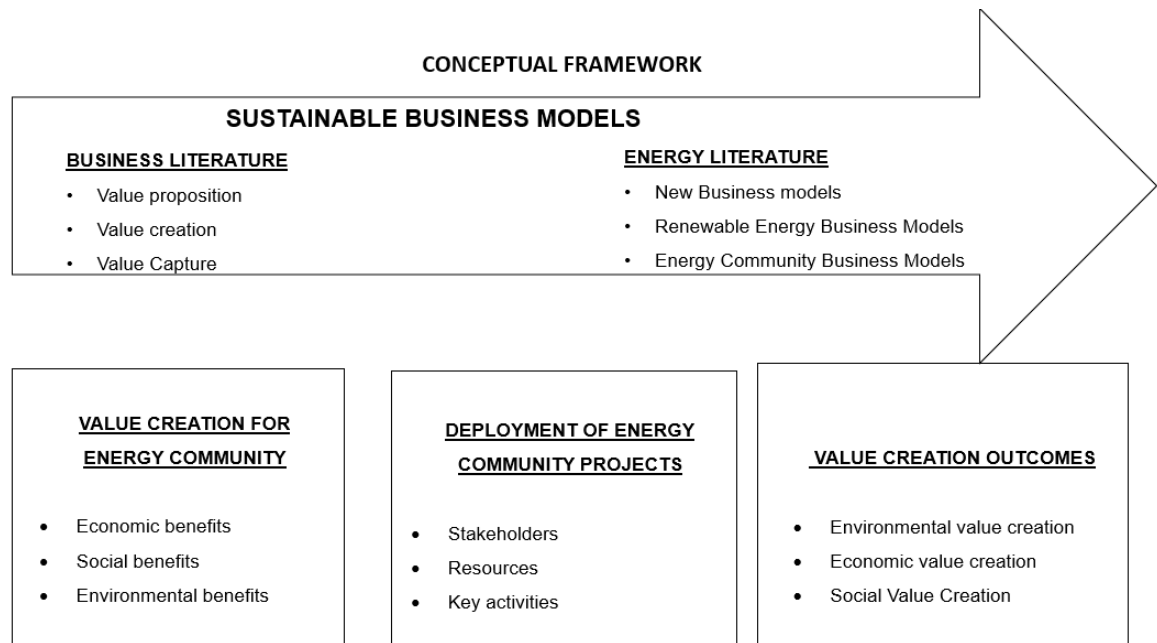 CONCEPTUAL FRAMEWORK
SUSTAINABLE BUSINESS MODELS
BUSINESS LITERATURE
• Value proposition
• Value creation
• Value Capture
ENERGY LITERATURE
• New Business models
• Renewable Energy Business Models
• Energy Community Business Models
VALUE CREATION FOR
ENERGY COMMUNITY
• Economic benefits
• Social benefits
• Environmental benefits
DEPLOYMENT OF ENERGY
COMMUNITY PROJECTS
• Stakeholders
• Resources
• Key activities
VALUE CREATION OUTCOMES
• Environmental value creation
• Economic value creation
• Social Value Creation